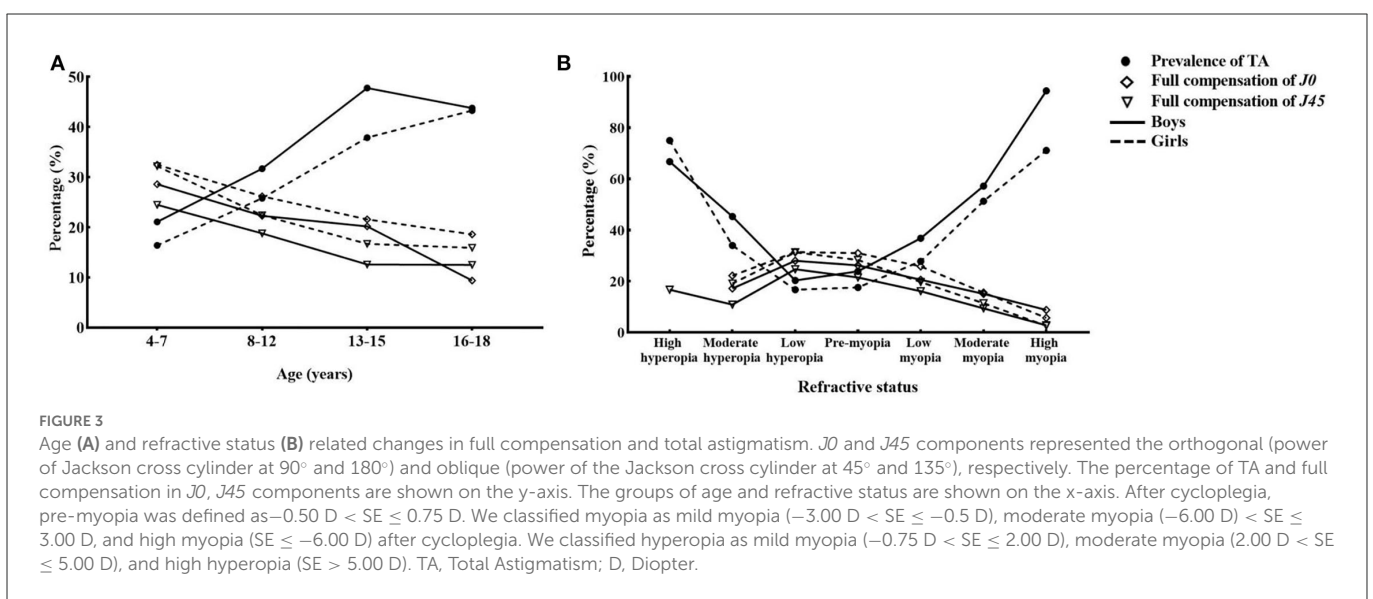 A
50
40
30
20
10
0
Percentage (%)
4-7
8-12
13-15
16-18
Age (years)
B
100
80
60
40
20
0
Percentage (%)
High hyperopia
Moderate hyperopia
Low hyperopia
Pre-myopia
Low myopia
Moderate myopia
High myopia
Refractive status
Prevalence of TA
Full compensation of J0
Full compensation of J45
Boys
Girls
FIGURE 3
Age (A) and refractive status (B) related changes in full compensation and total astigmatism. J0 and J45 components represented the orthogonal (power
of Jackson cross cylinder at 90° and 180°) and oblique (power of the Jackson cross cylinder at 45° and 135°), respectively. The percentage of TA and full
compensation in J0, J45 components are shown on the y-axis. The groups of age and refractive status are shown on the x-axis. After cycloplegia,
pre-myopia was defined as−0.50 D < SE ≤ 0.75 D. We classified myopia as mild myopia (−3.00 D < SE ≤ −0.5 D), moderate myopia (−6.00 D) < SE ≤
3.00 D, and high myopia (SE ≤ −6.00 D) after cycloplegia. We classified hyperopia as mild myopia (−0.75 D < SE ≤ 2.00 D), moderate myopia (2.00 D < SE
≤ 5.00 D), and high hyperopia (SE > 5.00 D). TA, Total Astigmatism; D, Diopter.